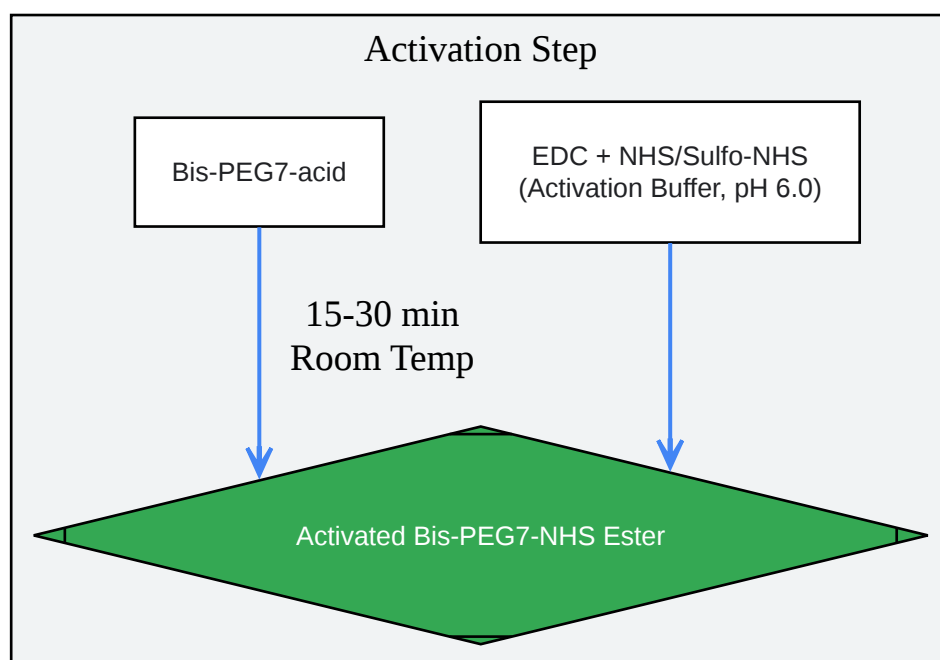 Activation Step
Bis-PEG7-acid
EDC + NHS/Sulfo-NHS
(Activation Buffer, pH 6.0)
15-30 min
Room Temp
Activated Bis-PEG7-NHS Ester